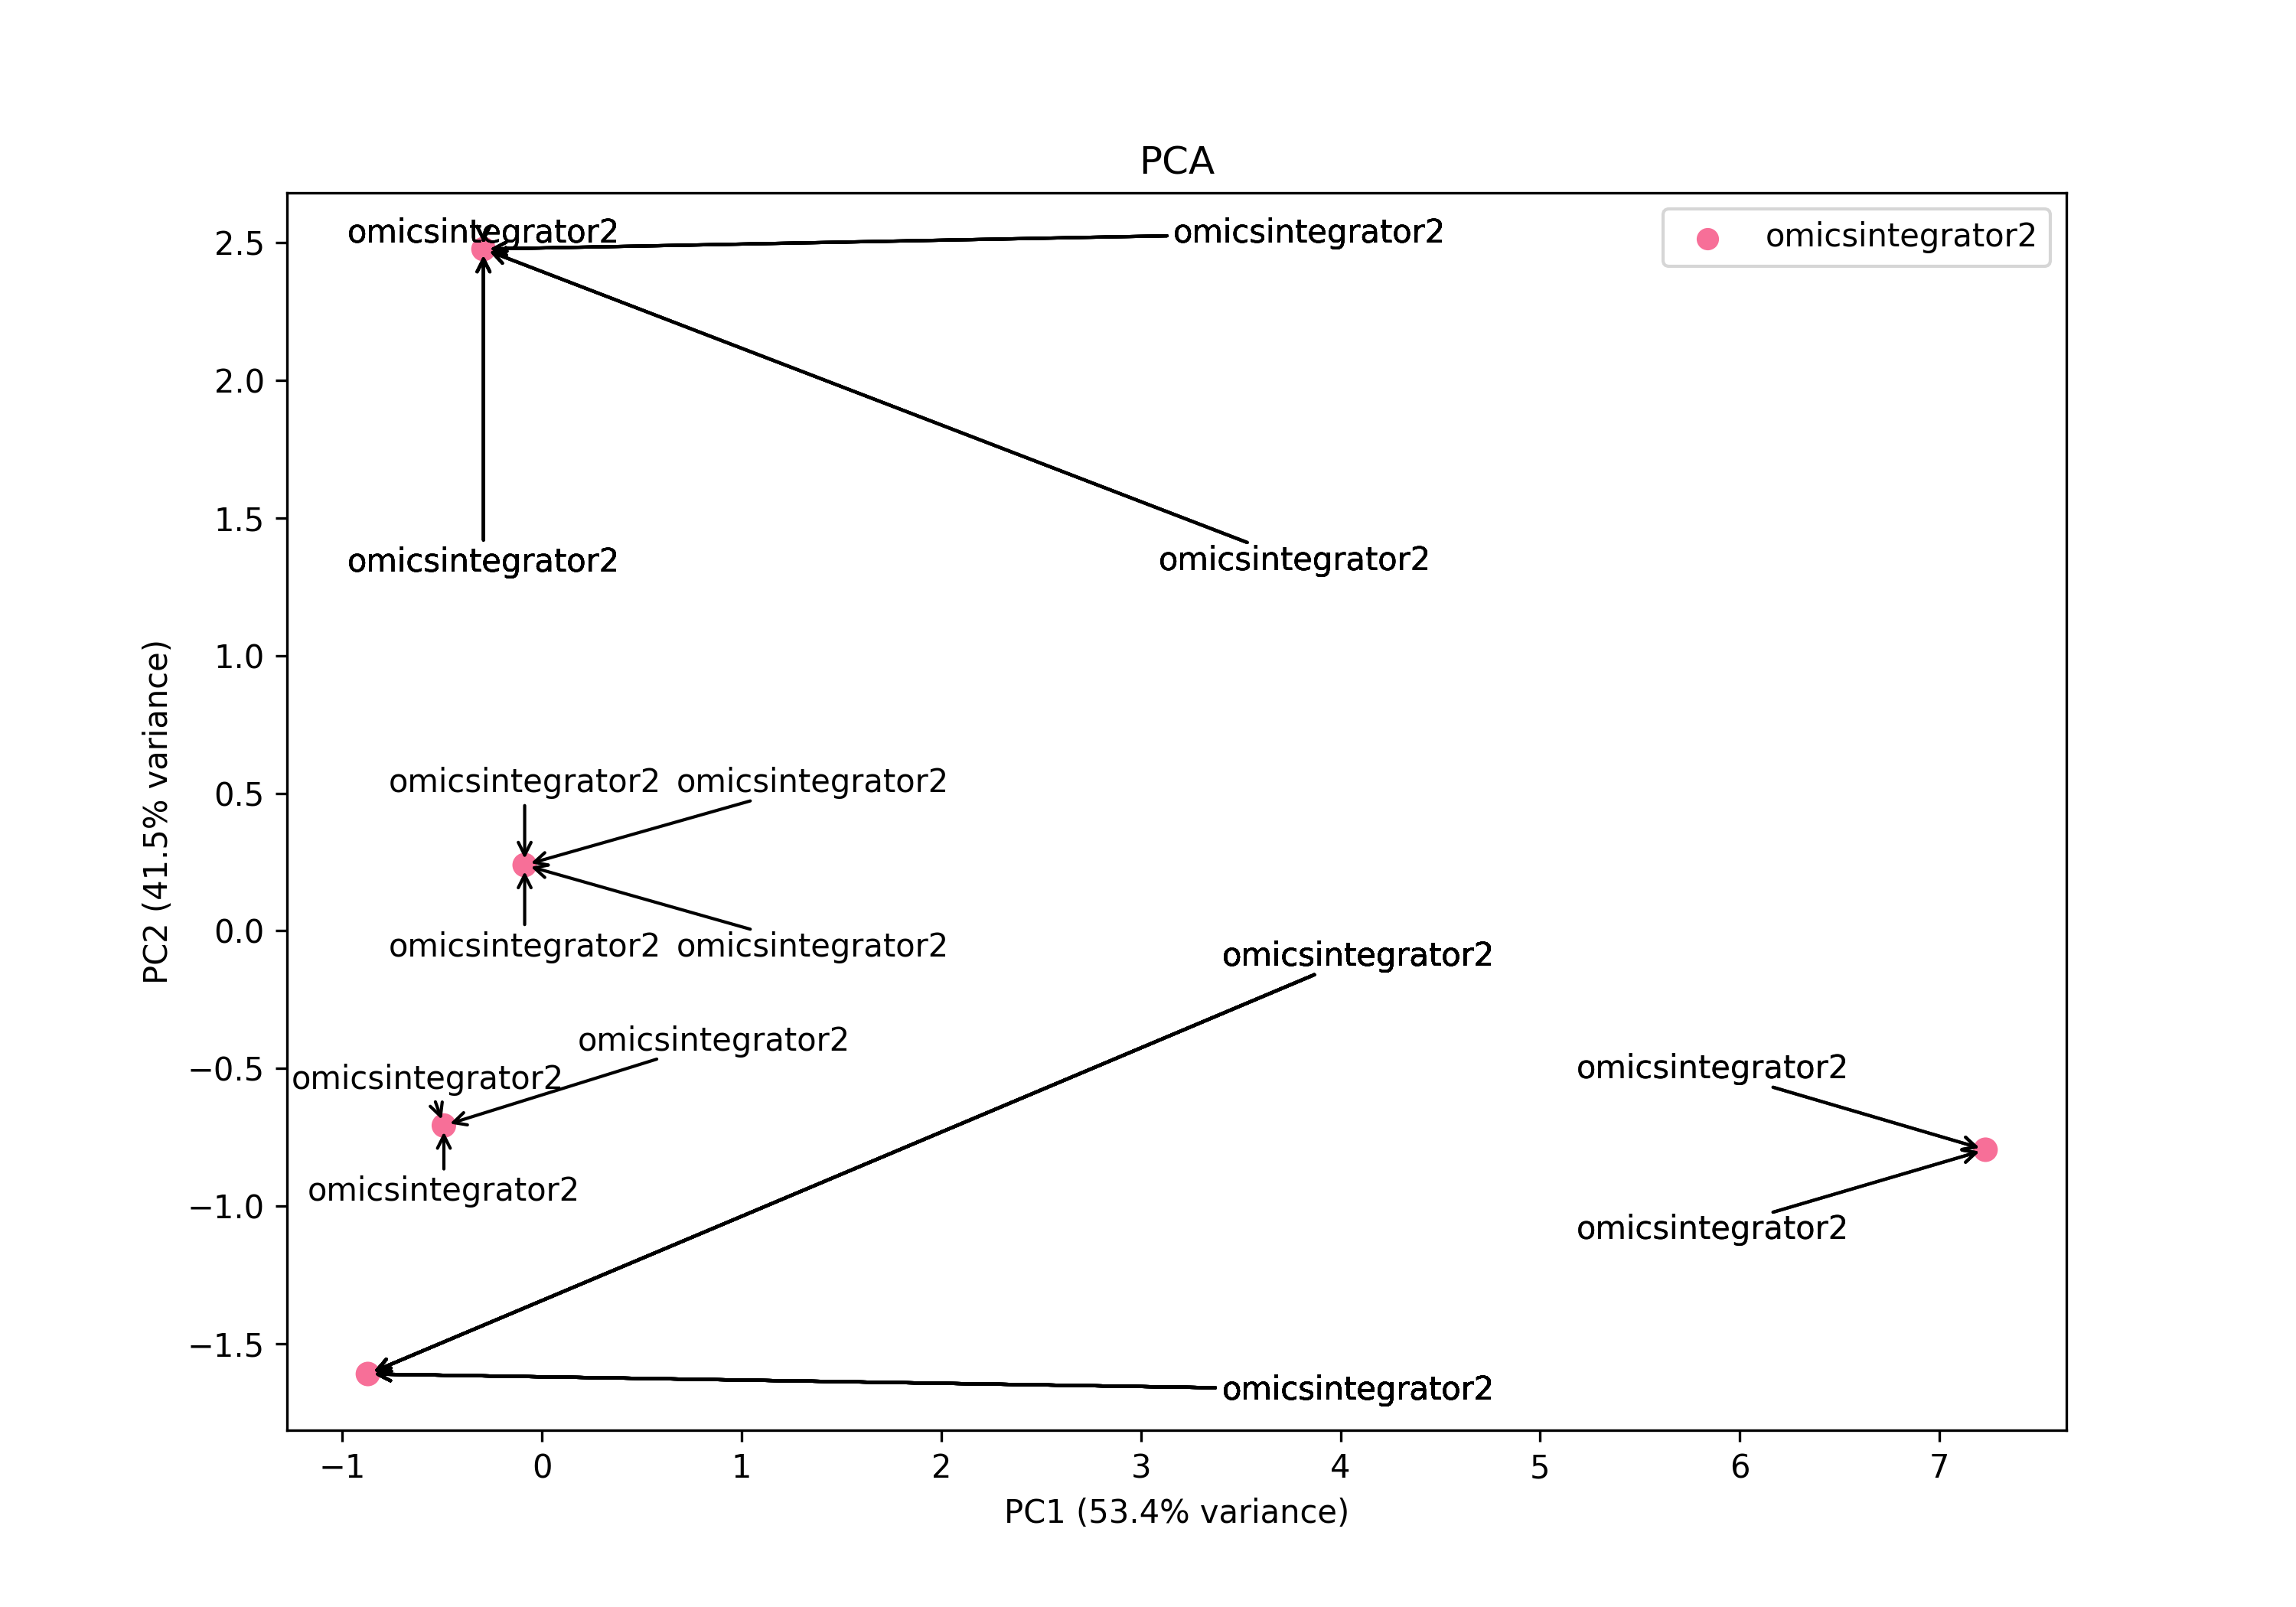 PCA
omicsintegrator2
omicsintegrator2
omicsintegrator2
2.5
2.0
1.5
1.0
0.5
0.0
−0.5
−1.0
−1.5
PC2 (41.5% variance)
omicsintegrator2
omicsintegrator2
omicsintegrator2
omicsintegrator2
omicsintegrator2
omicsintegrator2
omicsintegrator2
omicsintegrator2
omicsintegrator2
omicsintegrator2
omicsintegrator2
omicsintegrator2
omicsintegrator2
−1
0
1
2
3
4
5
6
7
PC1 (53.4% variance)